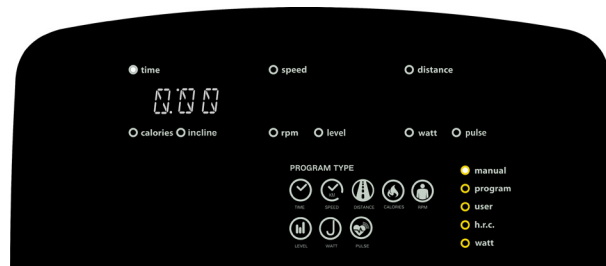 time speed distance
0:00
calories incline rpm level watt pulse
PROGRAM TYPE
manual
program
user
h.r.c.
watt
TIME SPEED DISTANCE CALORIES RPM
LEVEL WATT PULSE